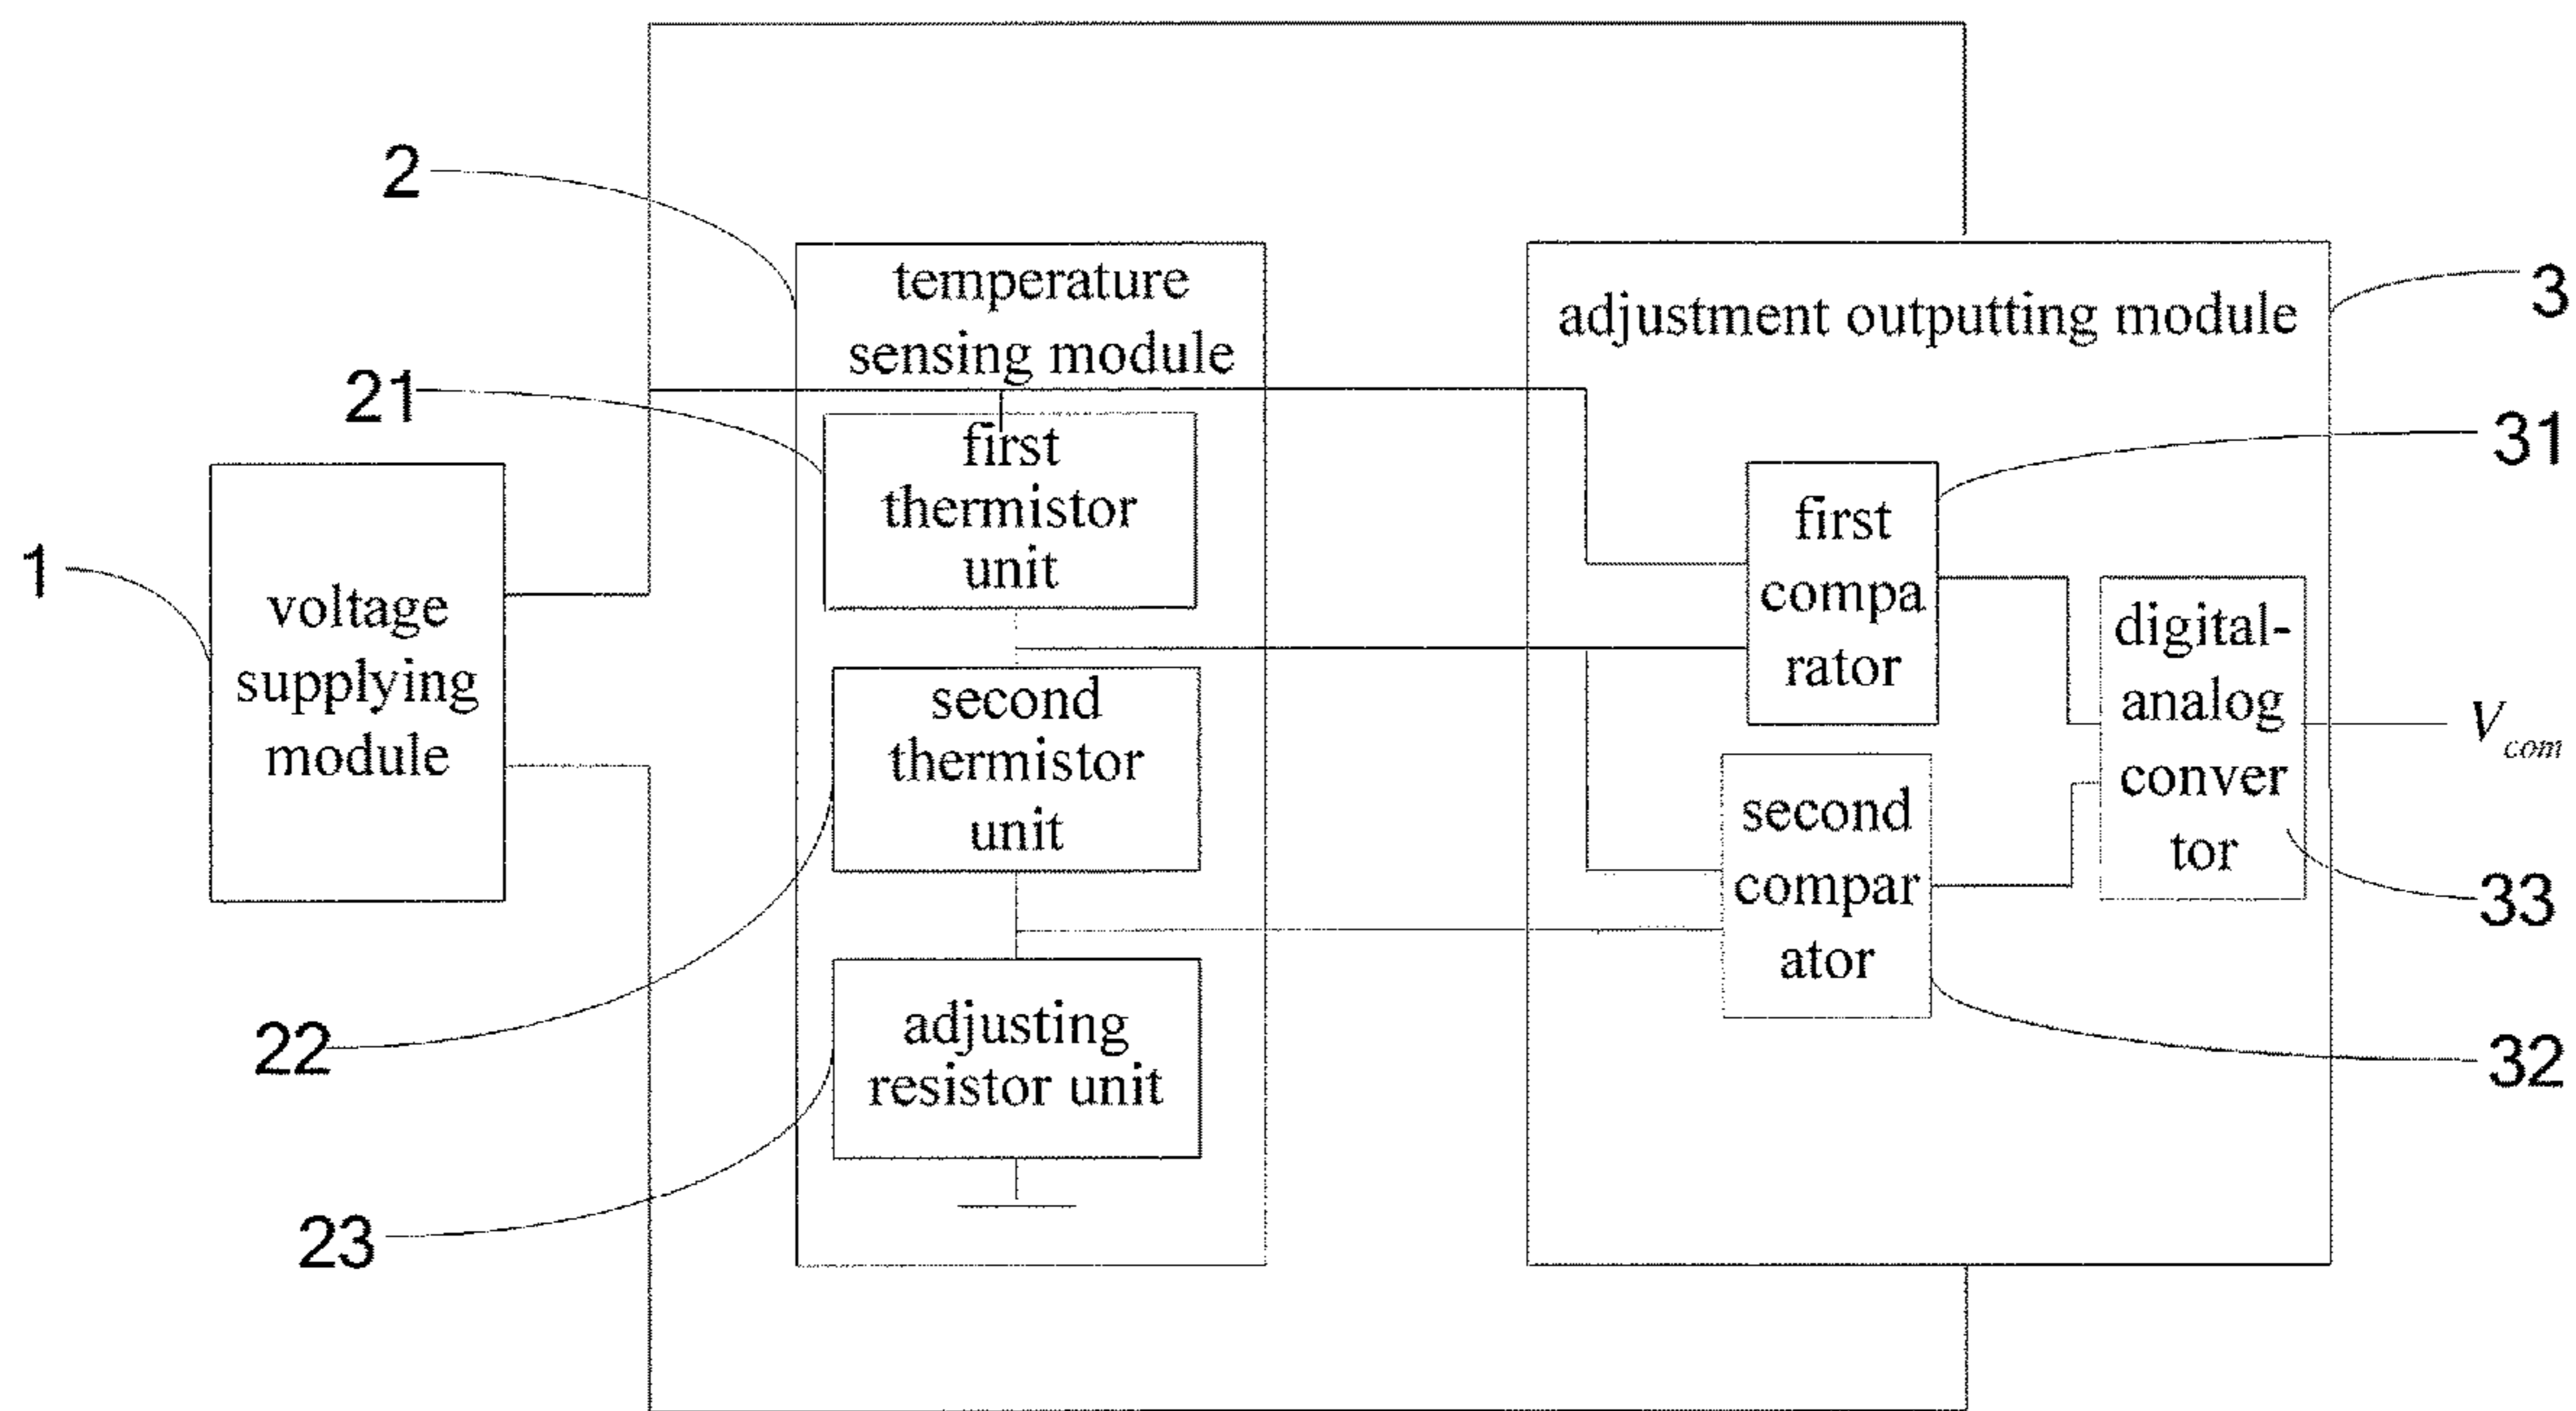 2
temperature
sensing module
adjustment outputting module
3
21
first
thermistor
unit
31
first
compa
rator
1
voltage
supplying
module
digital-
analog
conver
tor
second
thermistor
unit
V com
second
compar
ator
33
22
adjusting
resistor unit
32
23